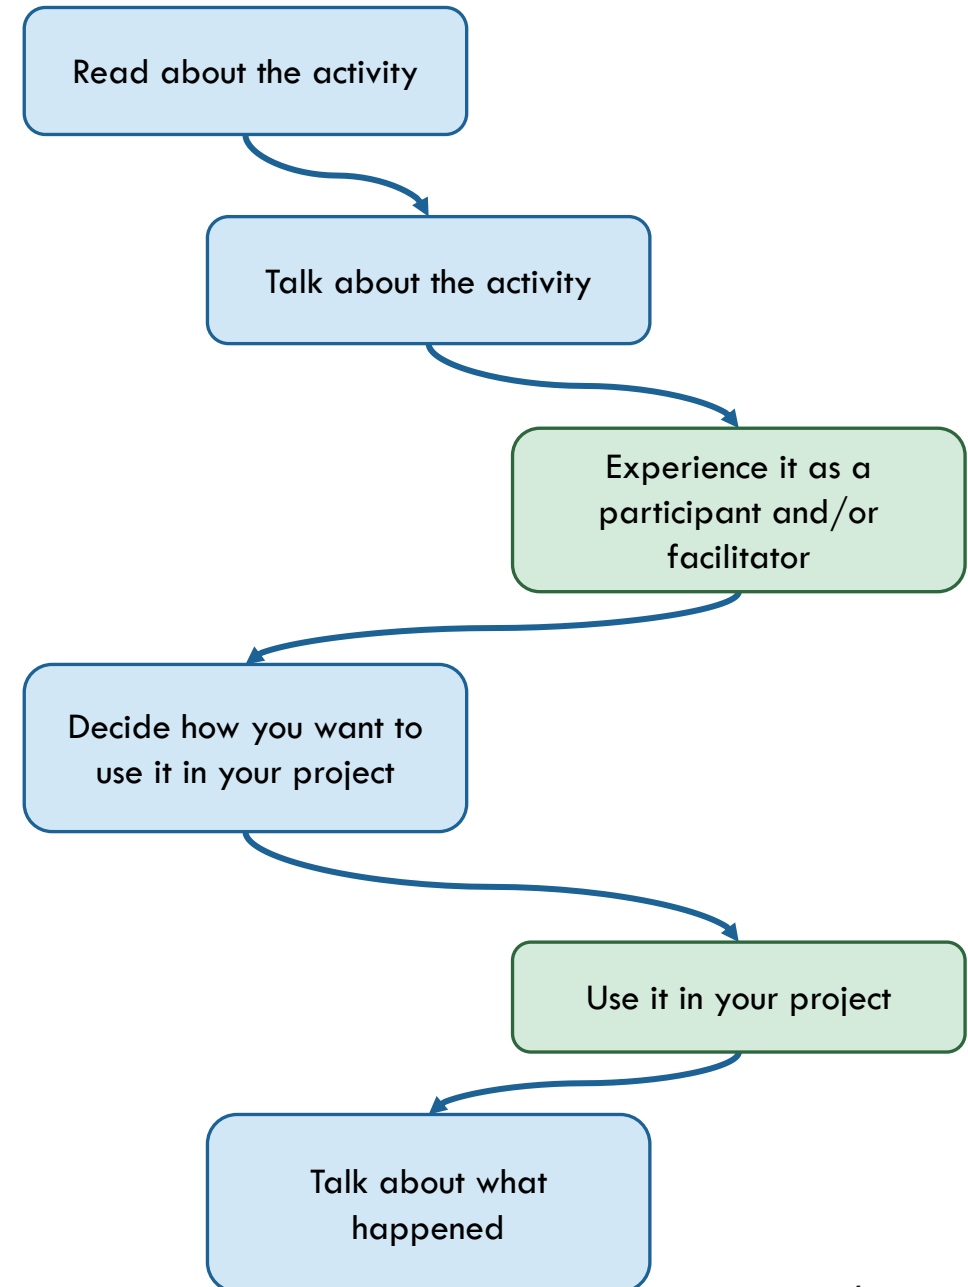 Read about the activity
Talk about the activity
Experience it as a
participant and/or
facilitator
Decide how you want to
use it in your project
Use it in your project
Talk about what
happened